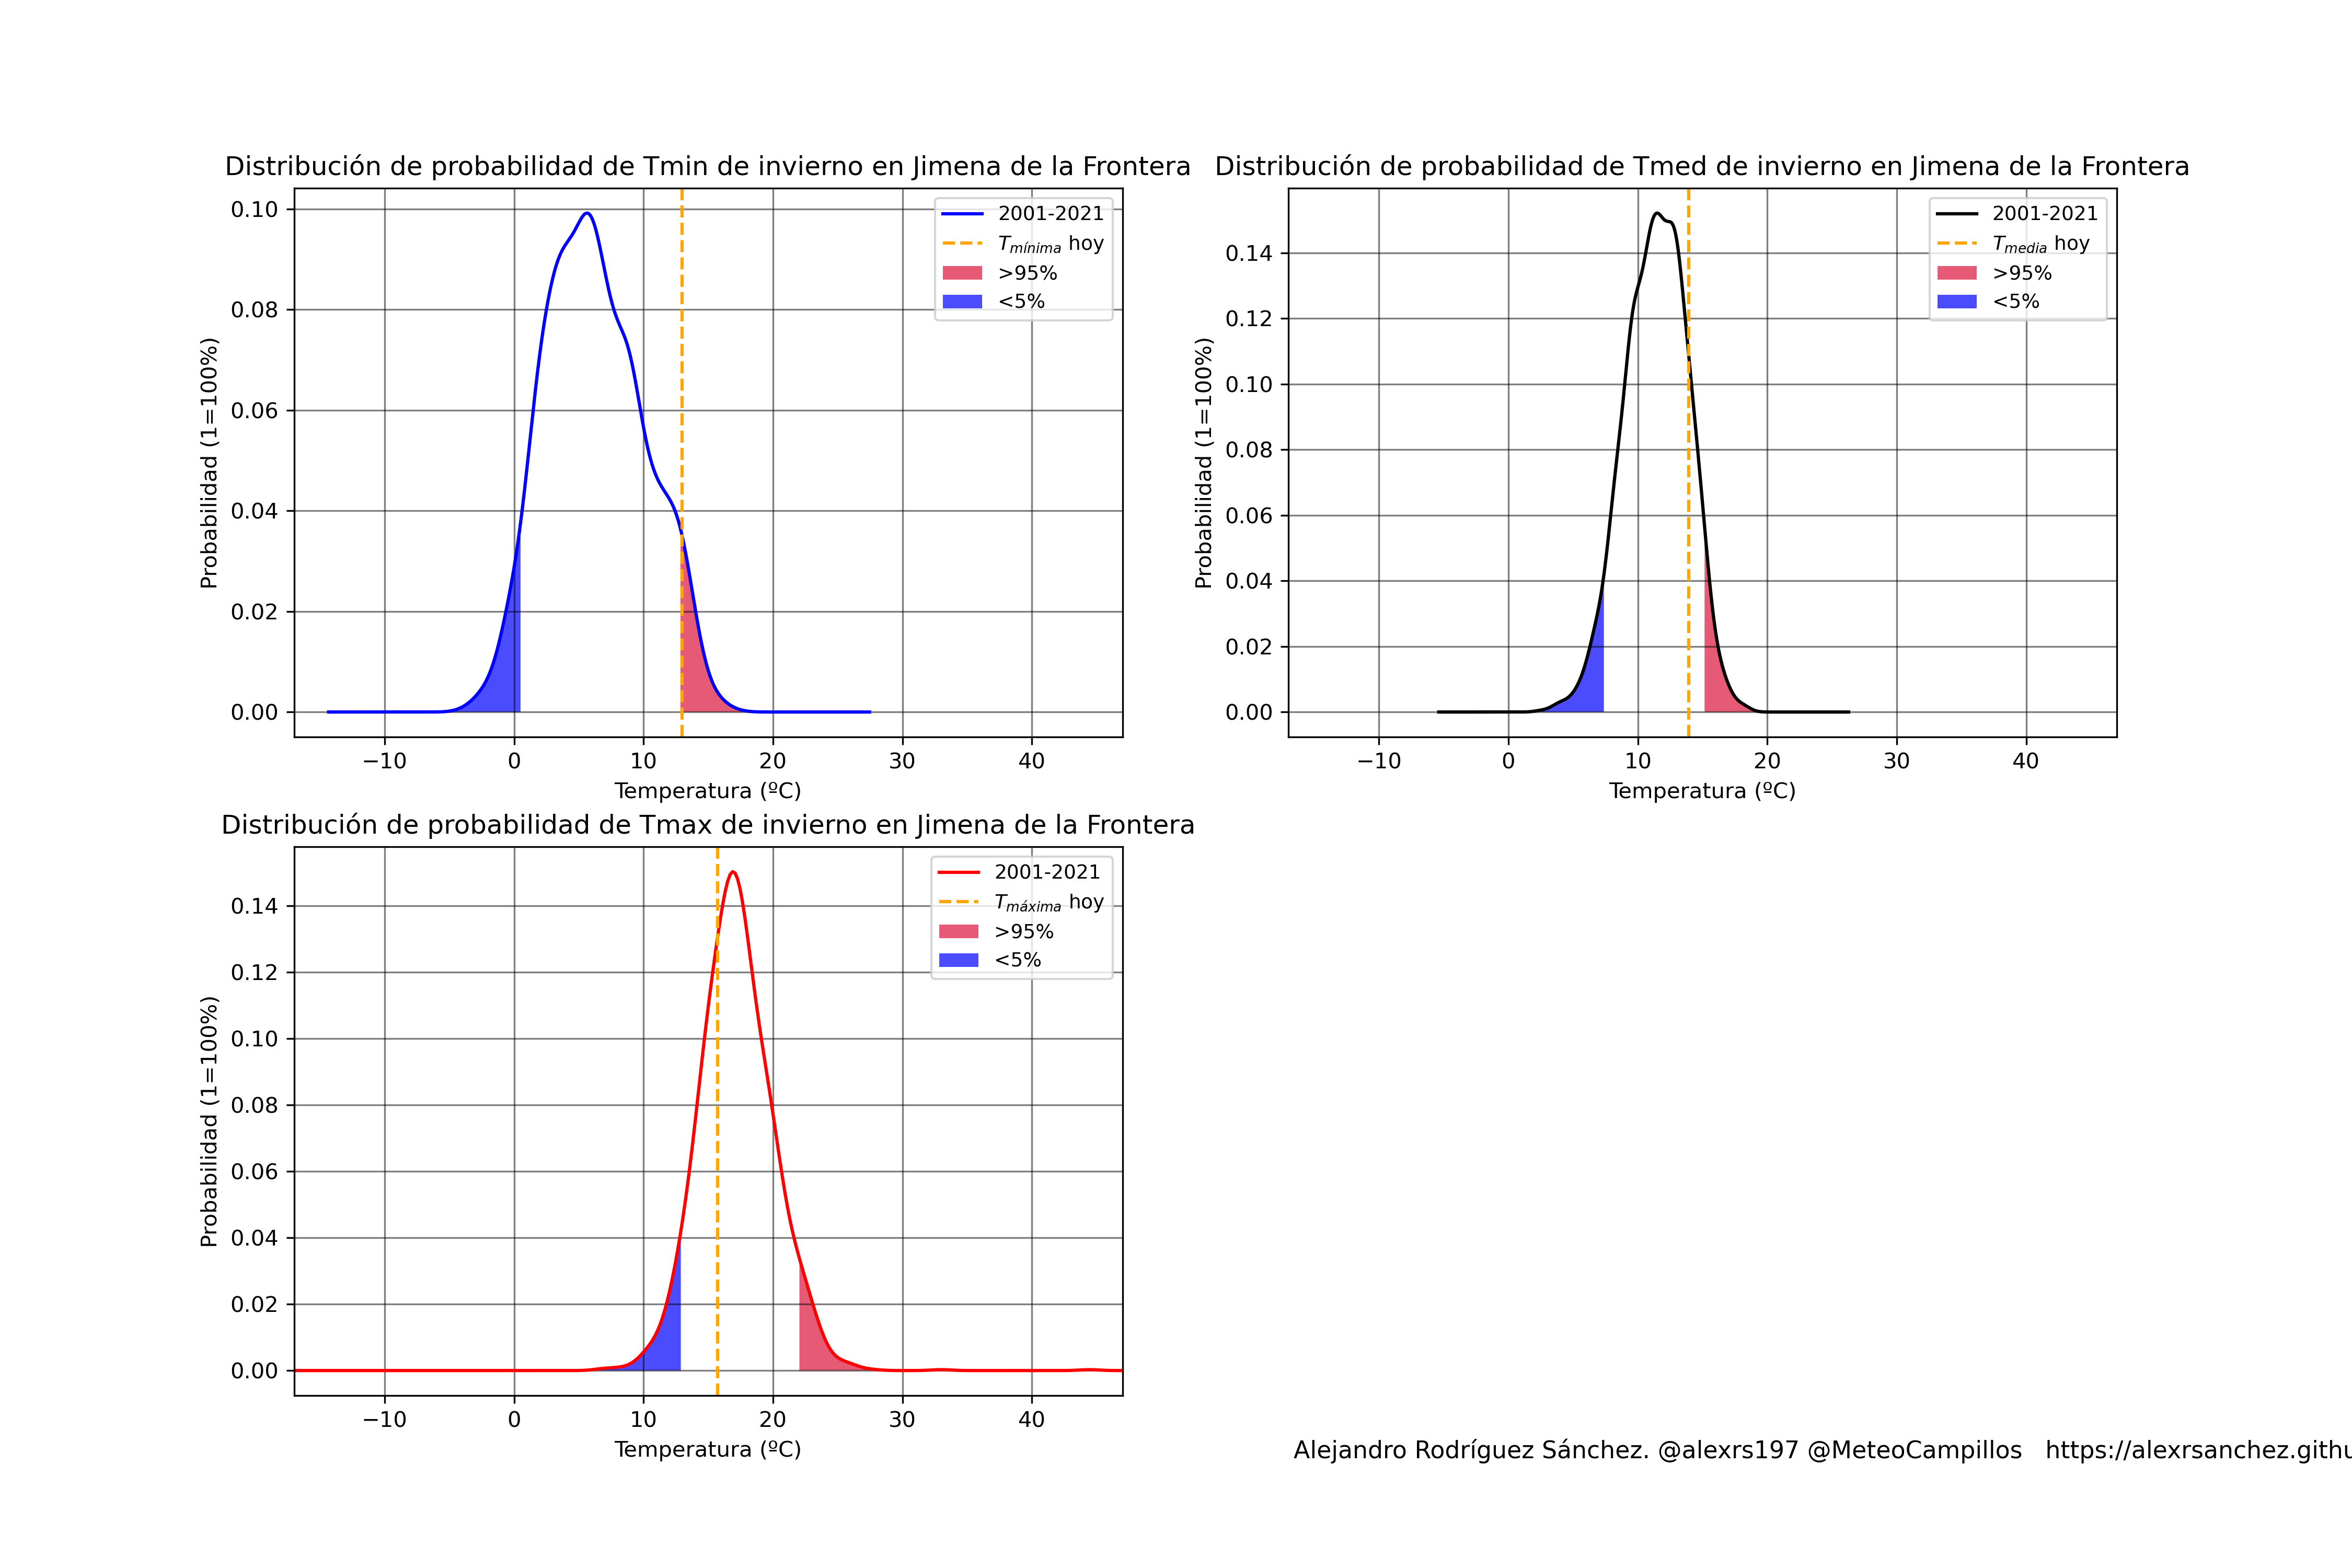 Distribución de probabilidad de Tmin de invierno en Jimena de la Frontera
0.10
0.08
0.06
0.04
0.02
0.00
Probabilidad (1=100%)
−10 0 10 20 30 40
Temperatura (ºC)
2001-2021
Tmínima hoy
>95%
<5%
Distribución de probabilidad de Tmed de invierno en Jimena de la Frontera
0.14
0.12
0.10
0.08
0.06
0.04
0.02
0.00
Probabilidad (1=100%)
−10 0 10 20 30 40
Temperatura (ºC)
2001-2021
Tmedia hoy
>95%
<5%
Distribución de probabilidad de Tmax de invierno en Jimena de la Frontera
0.14
0.12
0.10
0.08
0.06
0.04
0.02
0.00
Probabilidad (1=100%)
−10 0 10 20 30 40
Temperatura (ºC)
2001-2021
Tmáxima hoy
>95%
<5%
Alejandro Rodríguez Sánchez. @alexrs197 @MeteoCampillos https://alexrsanchez.githu